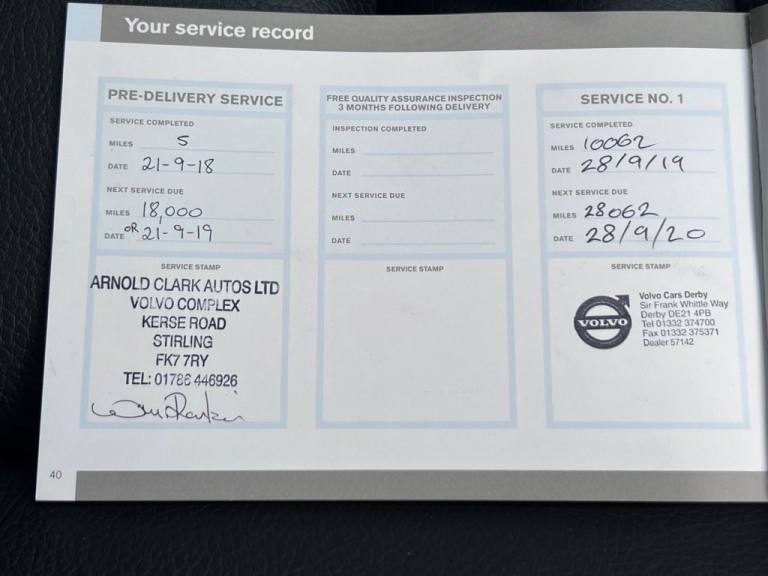 Your service record
PRE-DELIVERY SERVICE
SERVICE COMPLETED
MILES 5
DATE 21-9-18
NEXT SERVICE DUE
MILES 18,000
DATE OR 21-9-19
SERVICE STAMP
ARNOLD CLARK AUTOS LTD
VOLVO COMPLEX
KERSE ROAD
STIRLING
FK7 7RY
TEL: 01786 446926
FREE QUALITY ASSURANCE INSPECTION
3 MONTHS FOLLOWING DELIVERY
INSPECTION COMPLETED
MILES
DATE
NEXT SERVICE DUE
MILES
DATE
SERVICE STAMP
SERVICE NO. 1
SERVICE COMPLETED
MILES 10062
DATE 28/9/19
NEXT SERVICE DUE
MILES 28062
DATE 28/9/20
SERVICE STAMP
VOLVO
Volvo Cars Derby
Sir Frank Whittle Way
Derby DE21 4PB
Tel 01332 374700
Fax 01332 375371
Dealer 57142
40